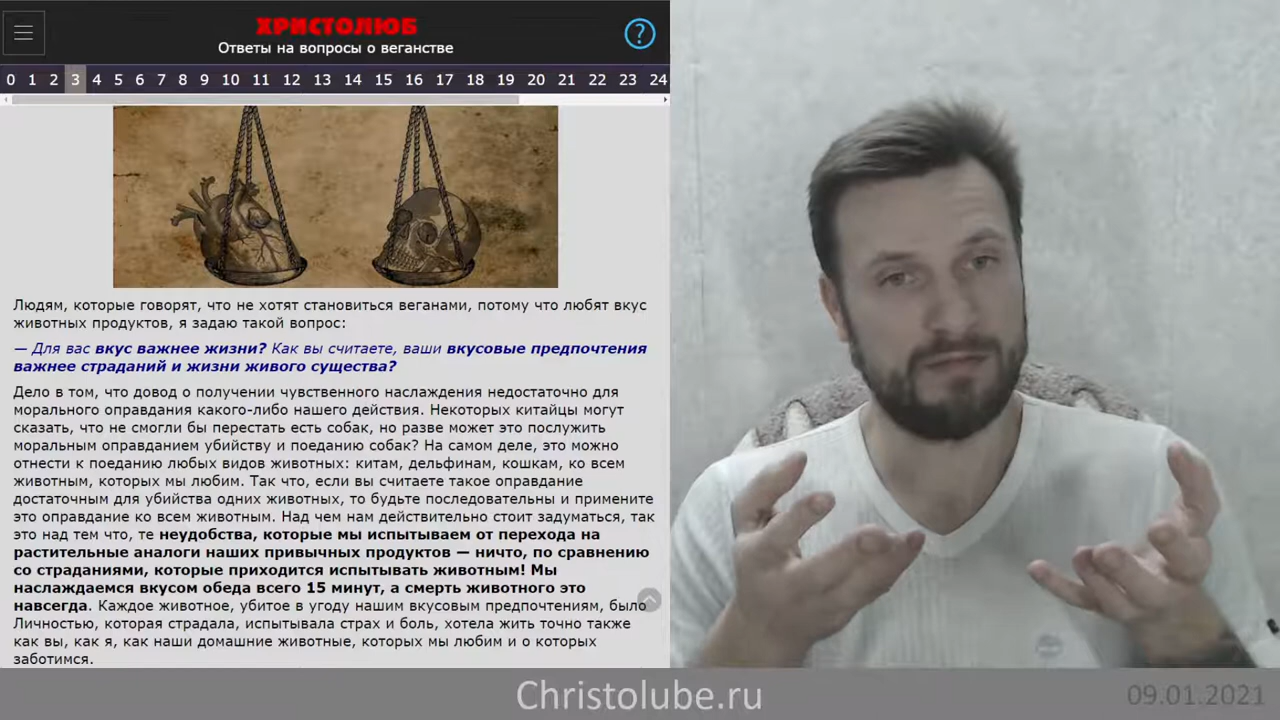 ХРИСТОЛЮБ
Ответы на вопросы о веганстве
?
0 1 2 3 4 5 6 7 8 9 10 11 12 13 14 15 16 17 18 19 20 21 22 23 24
Людям, которые говорят, что не хотят становиться веганами, потому что любят вкус
животных продуктов, я задаю такой вопрос:
— Для вас вкус важнее жизни? Как вы считаете, ваши вкусовые предпочтения
важнее страданий и жизни живого существа?
Дело в том, что довод о получении чувственного наслаждения недостаточно для
морального оправдания какого-либо нашего действия. Некоторых китайцы могут
сказать, что не смогли бы перестать есть собак, но разве может это послужить
моральным оправданием убийству и поеданию собак? На самом деле, это можно
отнести к поеданию любых видов животных: китам, дельфинам, кошкам, ко всем
животным, которых мы любим. Так что, если вы считаете такое оправдание
достаточным для убийства одних животных, то будьте последовательны и примените
это оправдание ко всем животным. Над чем нам действительно стоит задуматься, так
это над тем что, те неудобства, которые мы испытываем от перехода на
растительные аналоги наших привычных продуктов — ничто, по сравнению
со страданиями, которые приходится испытывать животным! Мы
наслаждаемся вкусом обеда всего 15 минут, а смерть животного это
навсегда. Каждое животное, убитое в угоду нашим вкусовым предпочтениям, было
Личностью, которая страдала, испытывала страх и боль, хотела жить точно также
как вы, как я, как наши домашние животные, которых мы любим и о которых
заботимся.
Christolube.ru
09.01.2021